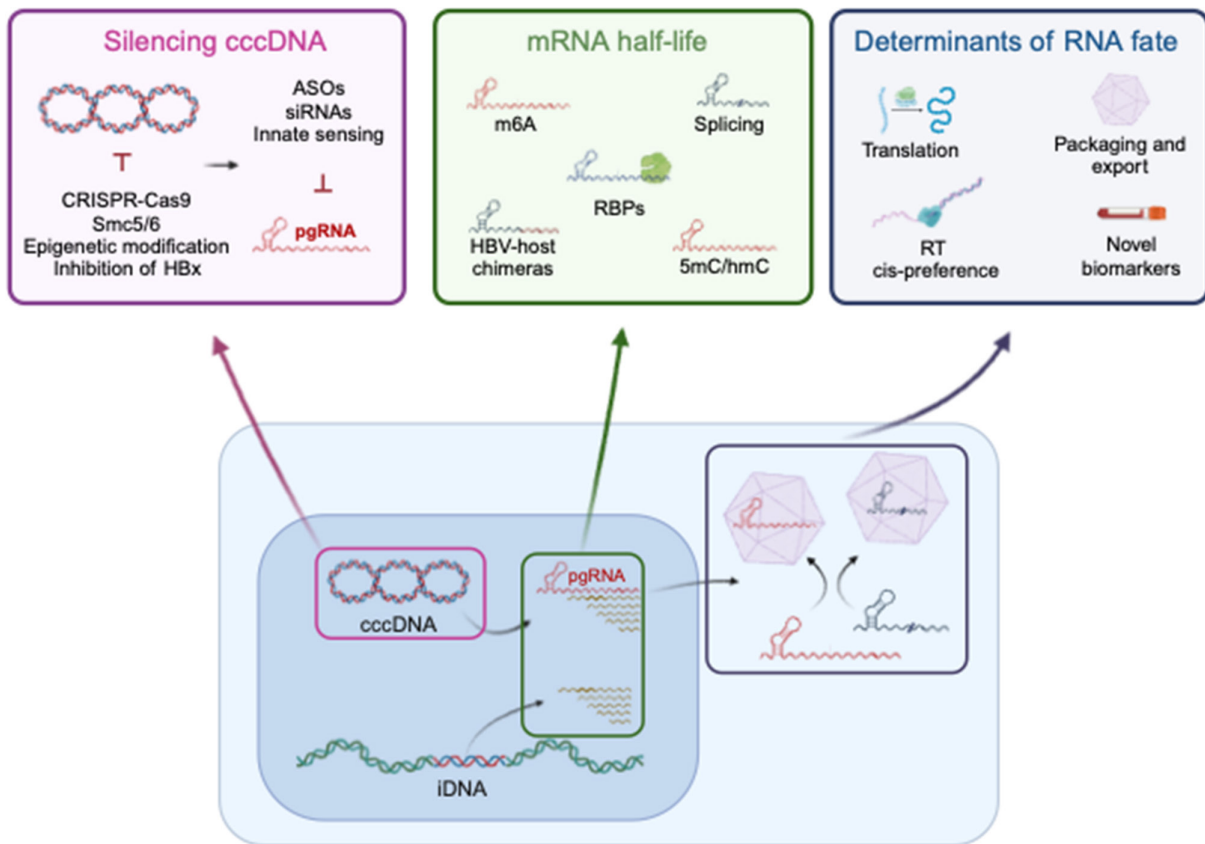 Silencing cccDNA
ASOs
siRNAs
Innate sensing
CRISPR-Cas9
Smc5/6
Epigenetic modification
Inhibition of HBx
pgRNA
mRNA half-life
m6A
Splicing
RBPs
HBV-host
chimeras
5mC/hmC
Determinants of RNA fate
Translation
Packaging and
export
RT
cis-preference
Novel
biomarkers
cccDNA
pgRNA
iDNA